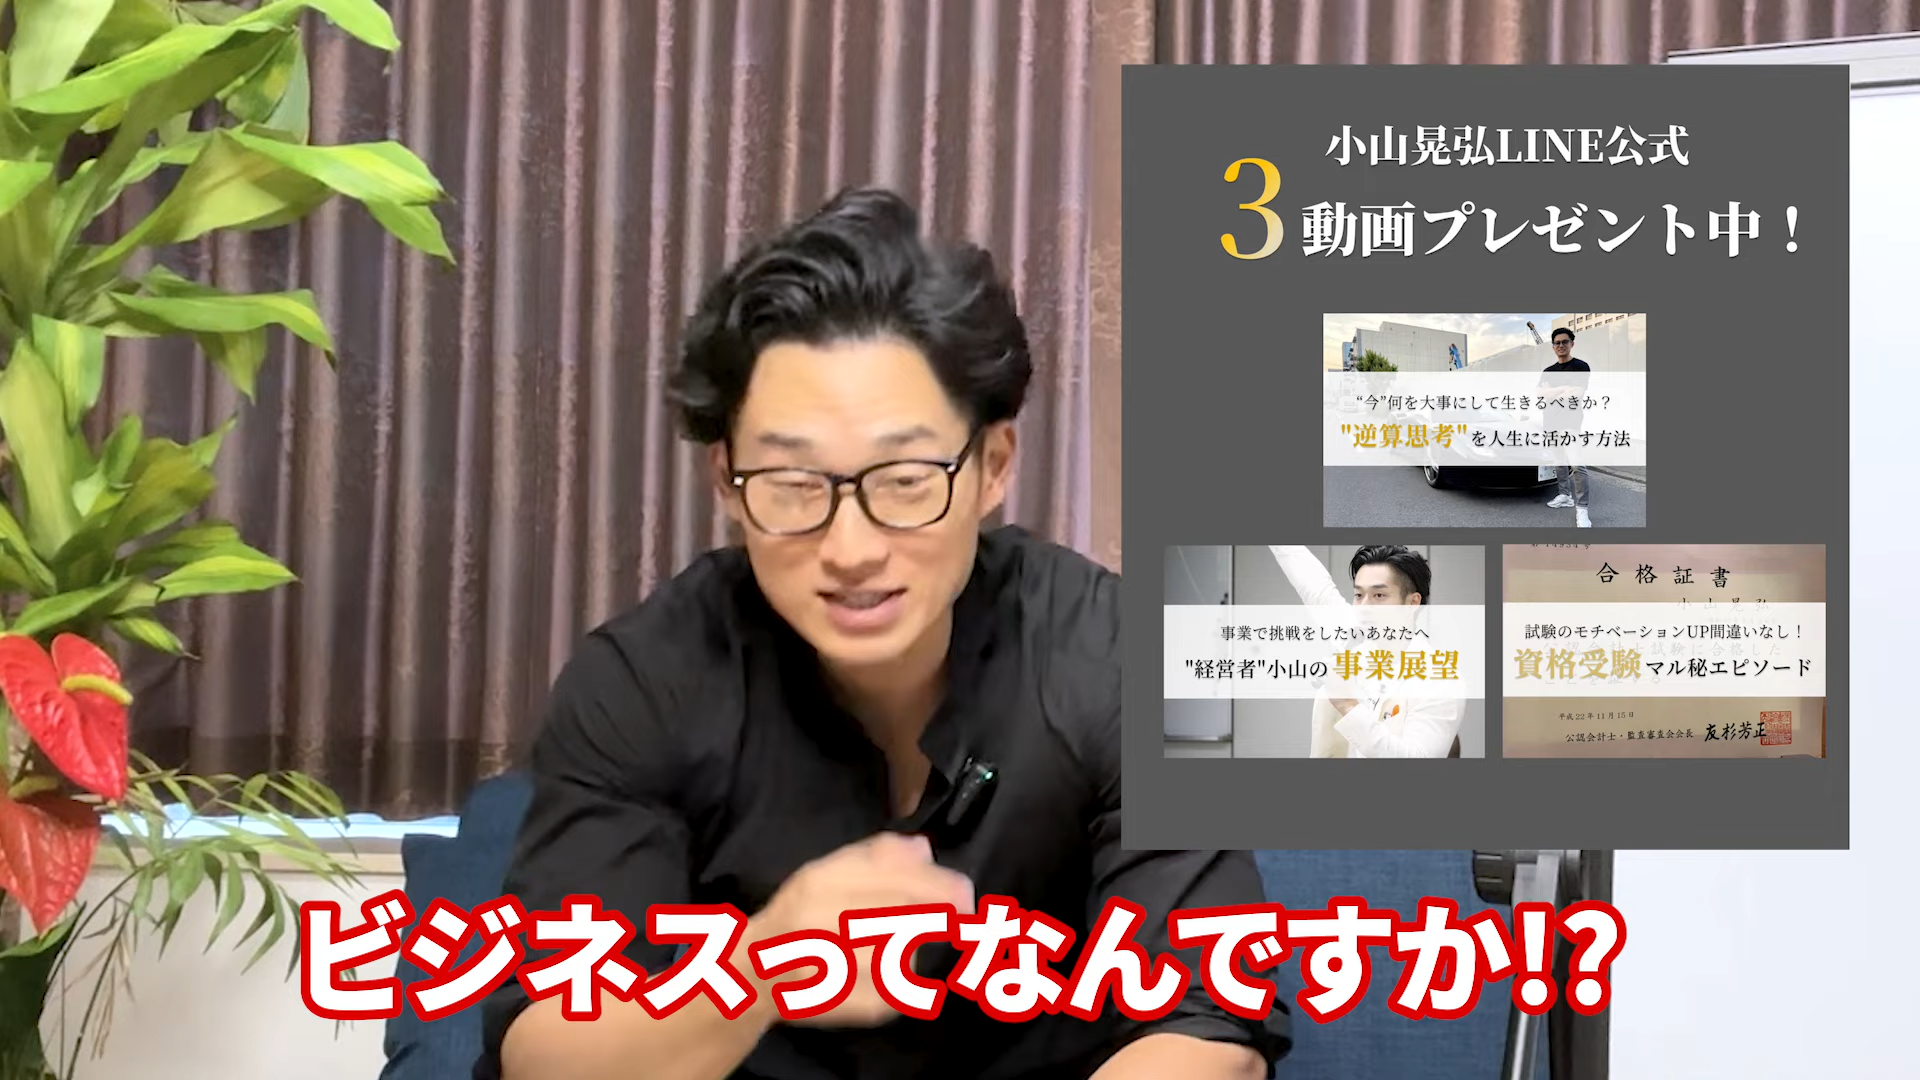 小山晃弘LINE公式
3動画プレゼント中！
“今”何を大事にして生きるべきか？
"逆算思考"を人生に活かす方法
事業で挑戦をしたいあなたへ
"経営者"小山の事業展望
合格証書
小山晃弘
試験のモチベーションUP間違いなし！
資格受験マル秘エピソード
平成22年11月15日
公認会計士・監査審査会会長 友杉芳正
ビジネスってなんですか!?